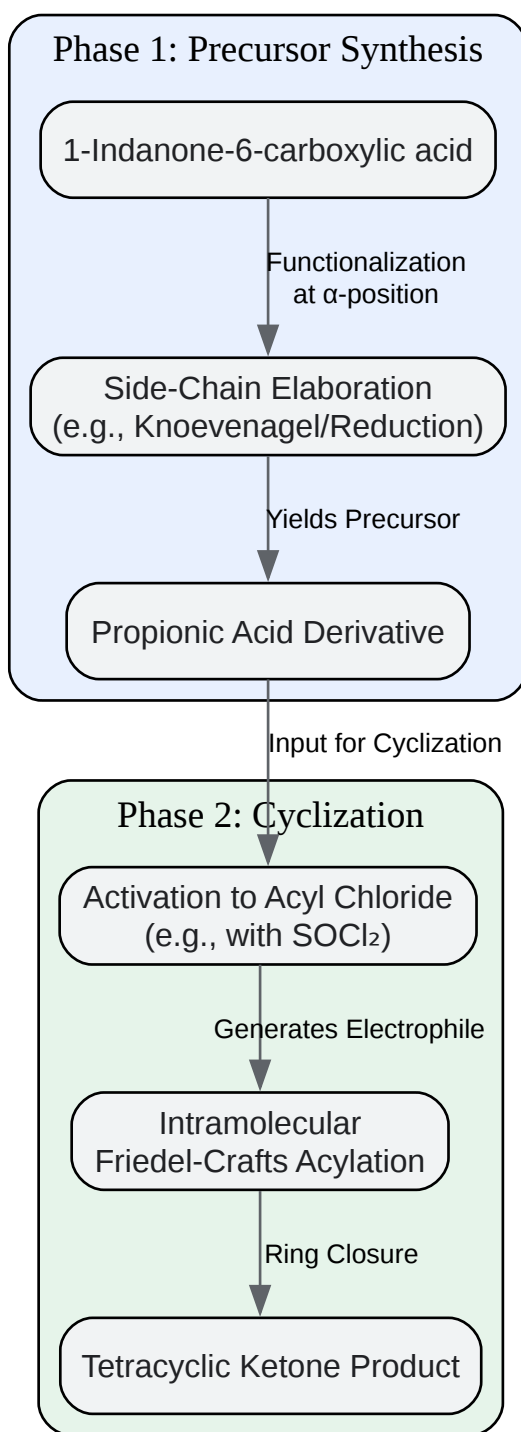 Phase 1: Precursor Synthesis
1-Indanone-6-carboxylic acid
Functionalization
at α-position
Side-Chain Elaboration
(e.g., Knoevenagel/Reduction)
Yields Precursor
Propionic Acid Derivative
Input for Cyclization
Phase 2: Cyclization
Activation to Acyl Chloride
(e.g., with SOCl₂)
Generates Electrophile
Intramolecular
Friedel-Crafts Acylation
Ring Closure
Tetracyclic Ketone Product